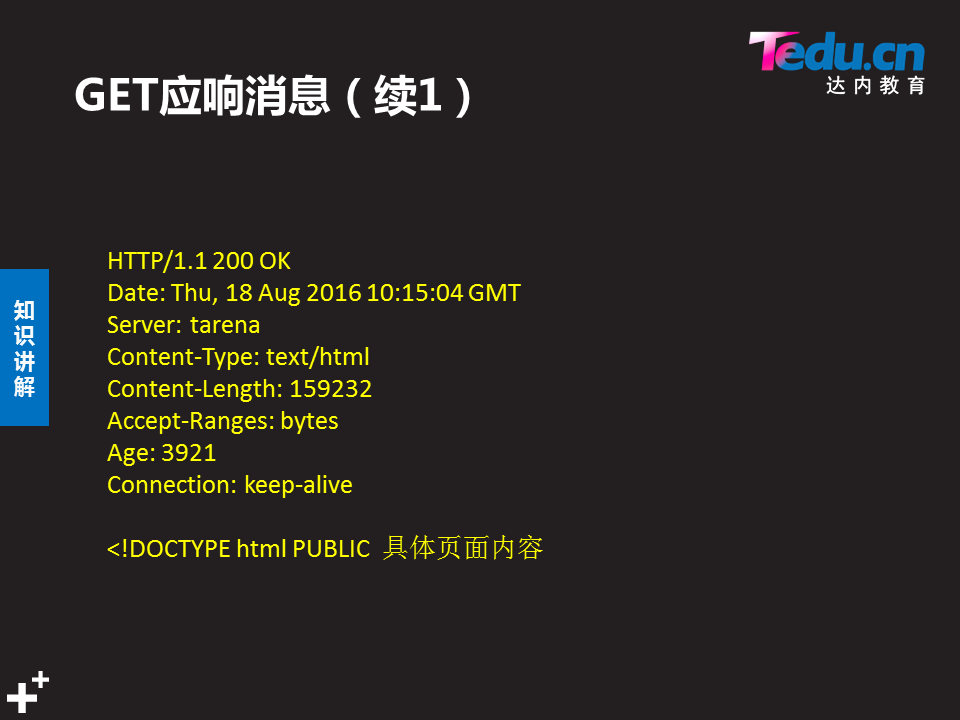 Tedu.cn
达内教育
GET应响消息（续1）
知识讲解
HTTP/1.1 200 OK
Date: Thu, 18 Aug 2016 10:15:04 GMT
Server: tarena
Content-Type: text/html
Content-Length: 159232
Accept-Ranges: bytes
Age: 3921
Connection: keep-alive
<!DOCTYPE html PUBLIC 具体页面内容